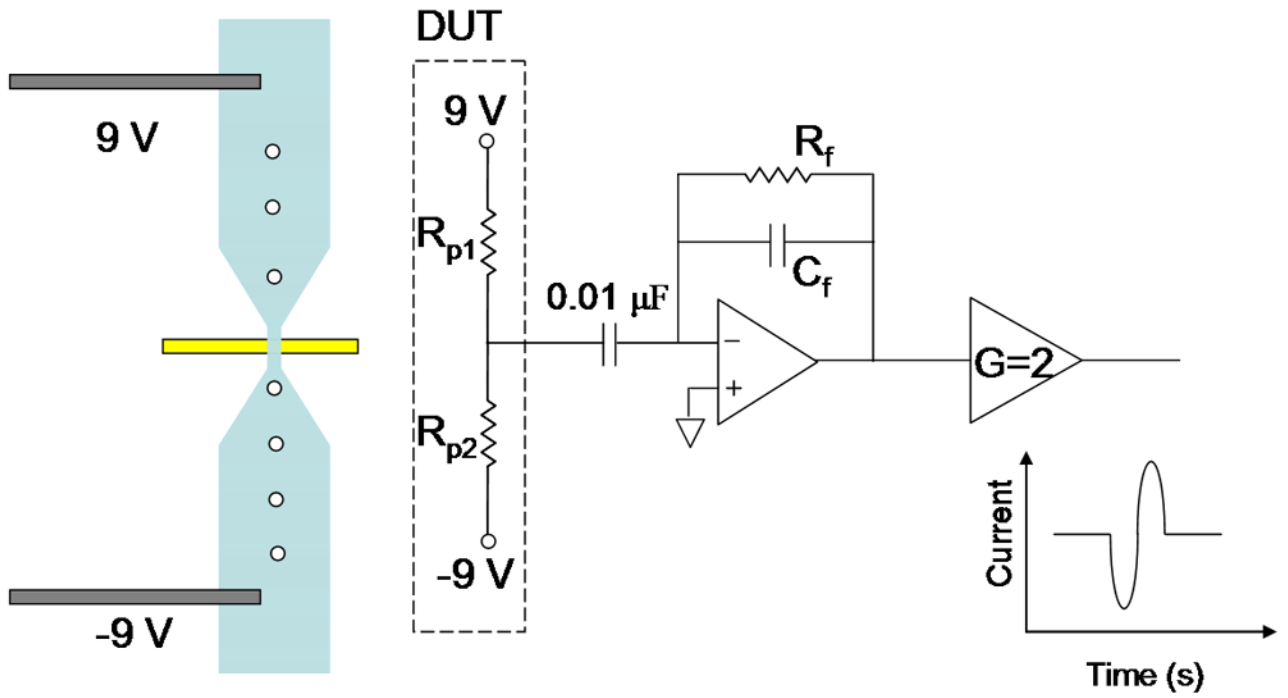 DUT
9 V
-9 V
9 V
R_p1
R_p2
-9 V
0.01 μF
R_f
C_f
−
+
G=2
Current
Time (s)